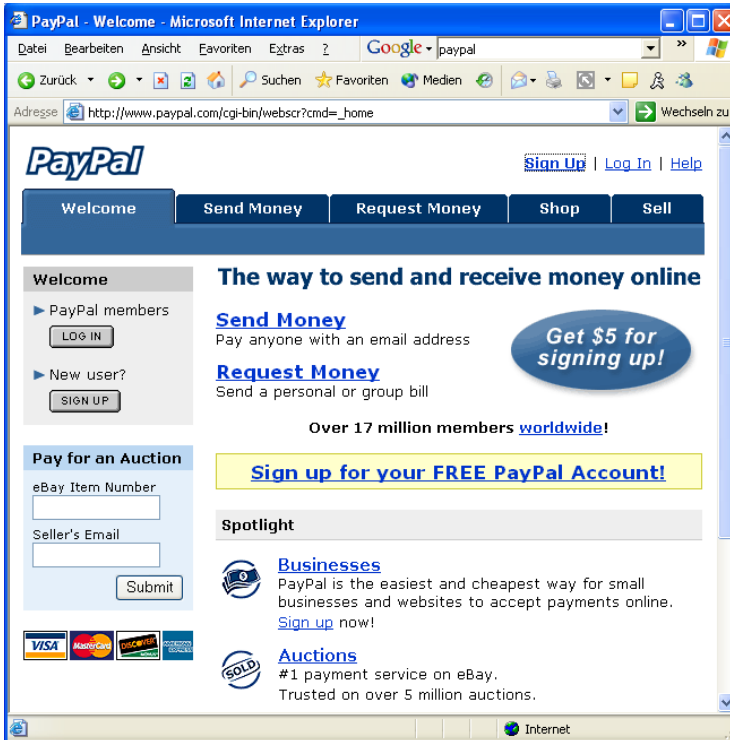 PayPal - Welcome - Microsoft Internet Explorer
Datei Bearbeiten Ansicht Favoriten Extras ? Google paypal »
Zurück Suchen Favoriten Medien
Adresse http://www.paypal.com/cgi-bin/webscr?cmd=_home Wechseln zu
PayPal
Sign Up | Log In | Help
Welcome Send Money Request Money Shop Sell
Welcome
PayPal members
LOG IN
New user?
SIGN UP
Pay for an Auction
eBay Item Number
Seller's Email
Submit
VISA MasterCard DISCOVER AMERICAN EXPRESS
The way to send and receive money online
Send Money
Pay anyone with an email address
Request Money
Send a personal or group bill
Get $5 for
signing up!
Over 17 million members worldwide!
Sign up for your FREE PayPal Account!
Spotlight
Businesses
PayPal is the easiest and cheapest way for small
businesses and websites to accept payments online.
Sign up now!
SOLD
Auctions
#1 payment service on eBay.
Trusted on over 5 million auctions.
Internet